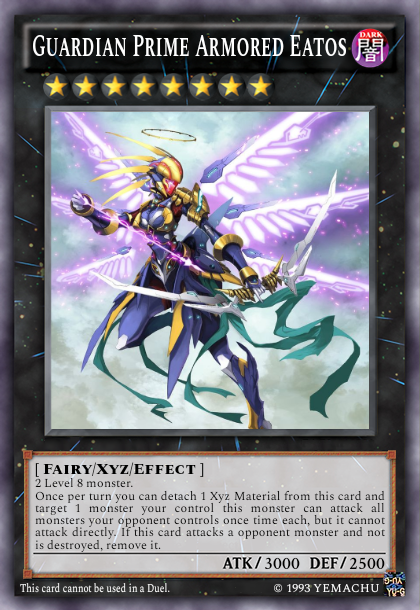 GUARDIAN PRIME ARMORED EATOS
DARK
闇
[ FAIRY/XYZ/EFFECT ]
2 Level 8 monster.
Once per turn you can detach 1 Xyz Material from this card and
target 1 monster your control this monster can attack all
monsters your opponent controls once time each, but it cannot
attack directly. If this card attacks a opponent monster and not
is destroyed, remove it.
ATK/3000 DEF/2500
This card cannot be used in a Duel.
© 1993 YEMACHU